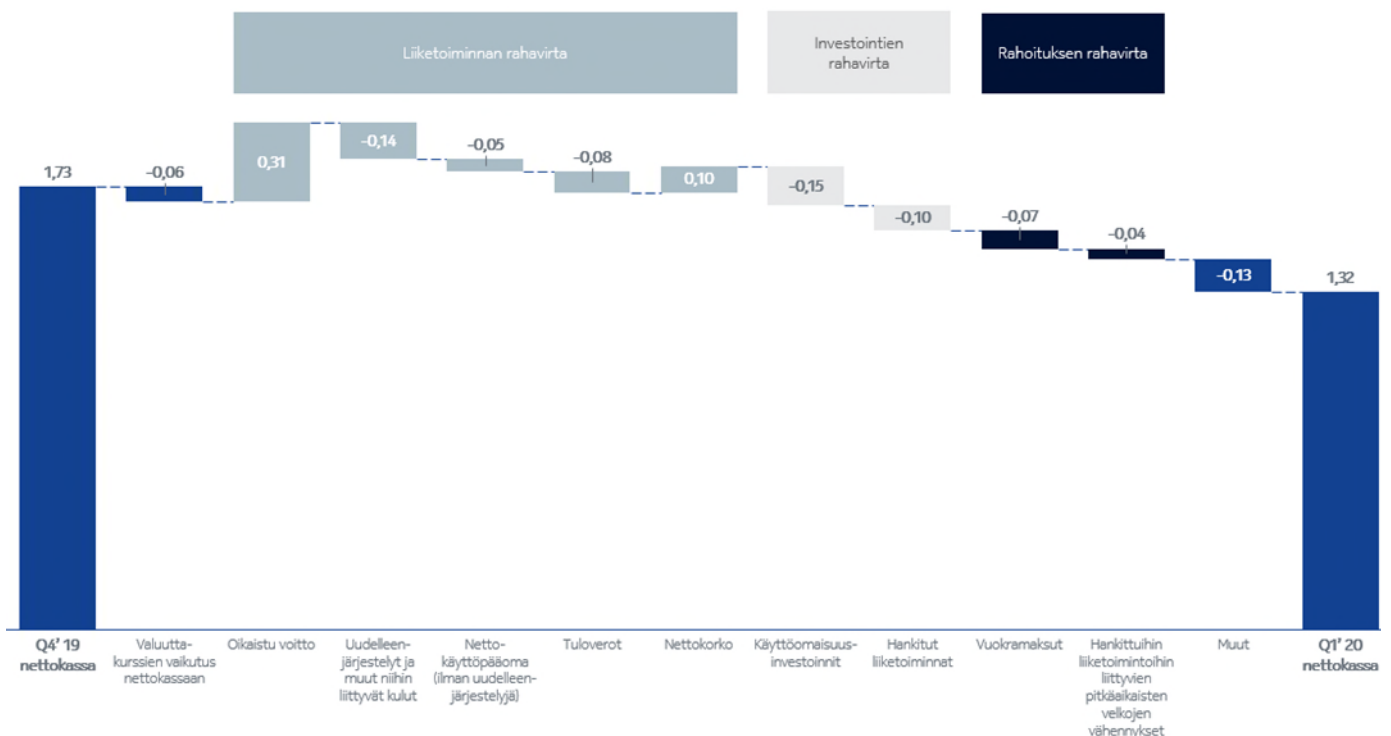 Liiketoiminnan rahavirta
Investointien
rahavirta
Rahoituksen rahavirta
1,73
-0,06
0,31
-0,14
-0,05
-0,08
0,10
-0,15
-0,10
-0,07
-0,04
-0,13
1,32
Q4' 19
nettokassa
Valuutta-
kurssien vaikutus
nettokassaan
Oikaistu voitto
Uudelleen-
järjestelyt ja
muut niihin
liittyvät kulut
Netto-
käyttöpääoma
(ilman uudelleen-
järjestelyjä)
Tuloverot
Nettokorko
Käyttöomaisuus-
investoinnit
Hankitut
liiketoiminnat
Vuokramaksut
Hankittuihin
liiketoimintoihin
liittyvien
pitkäaikaisten
velkojen
vähennykset
Muut
Q1' 20
nettokassa